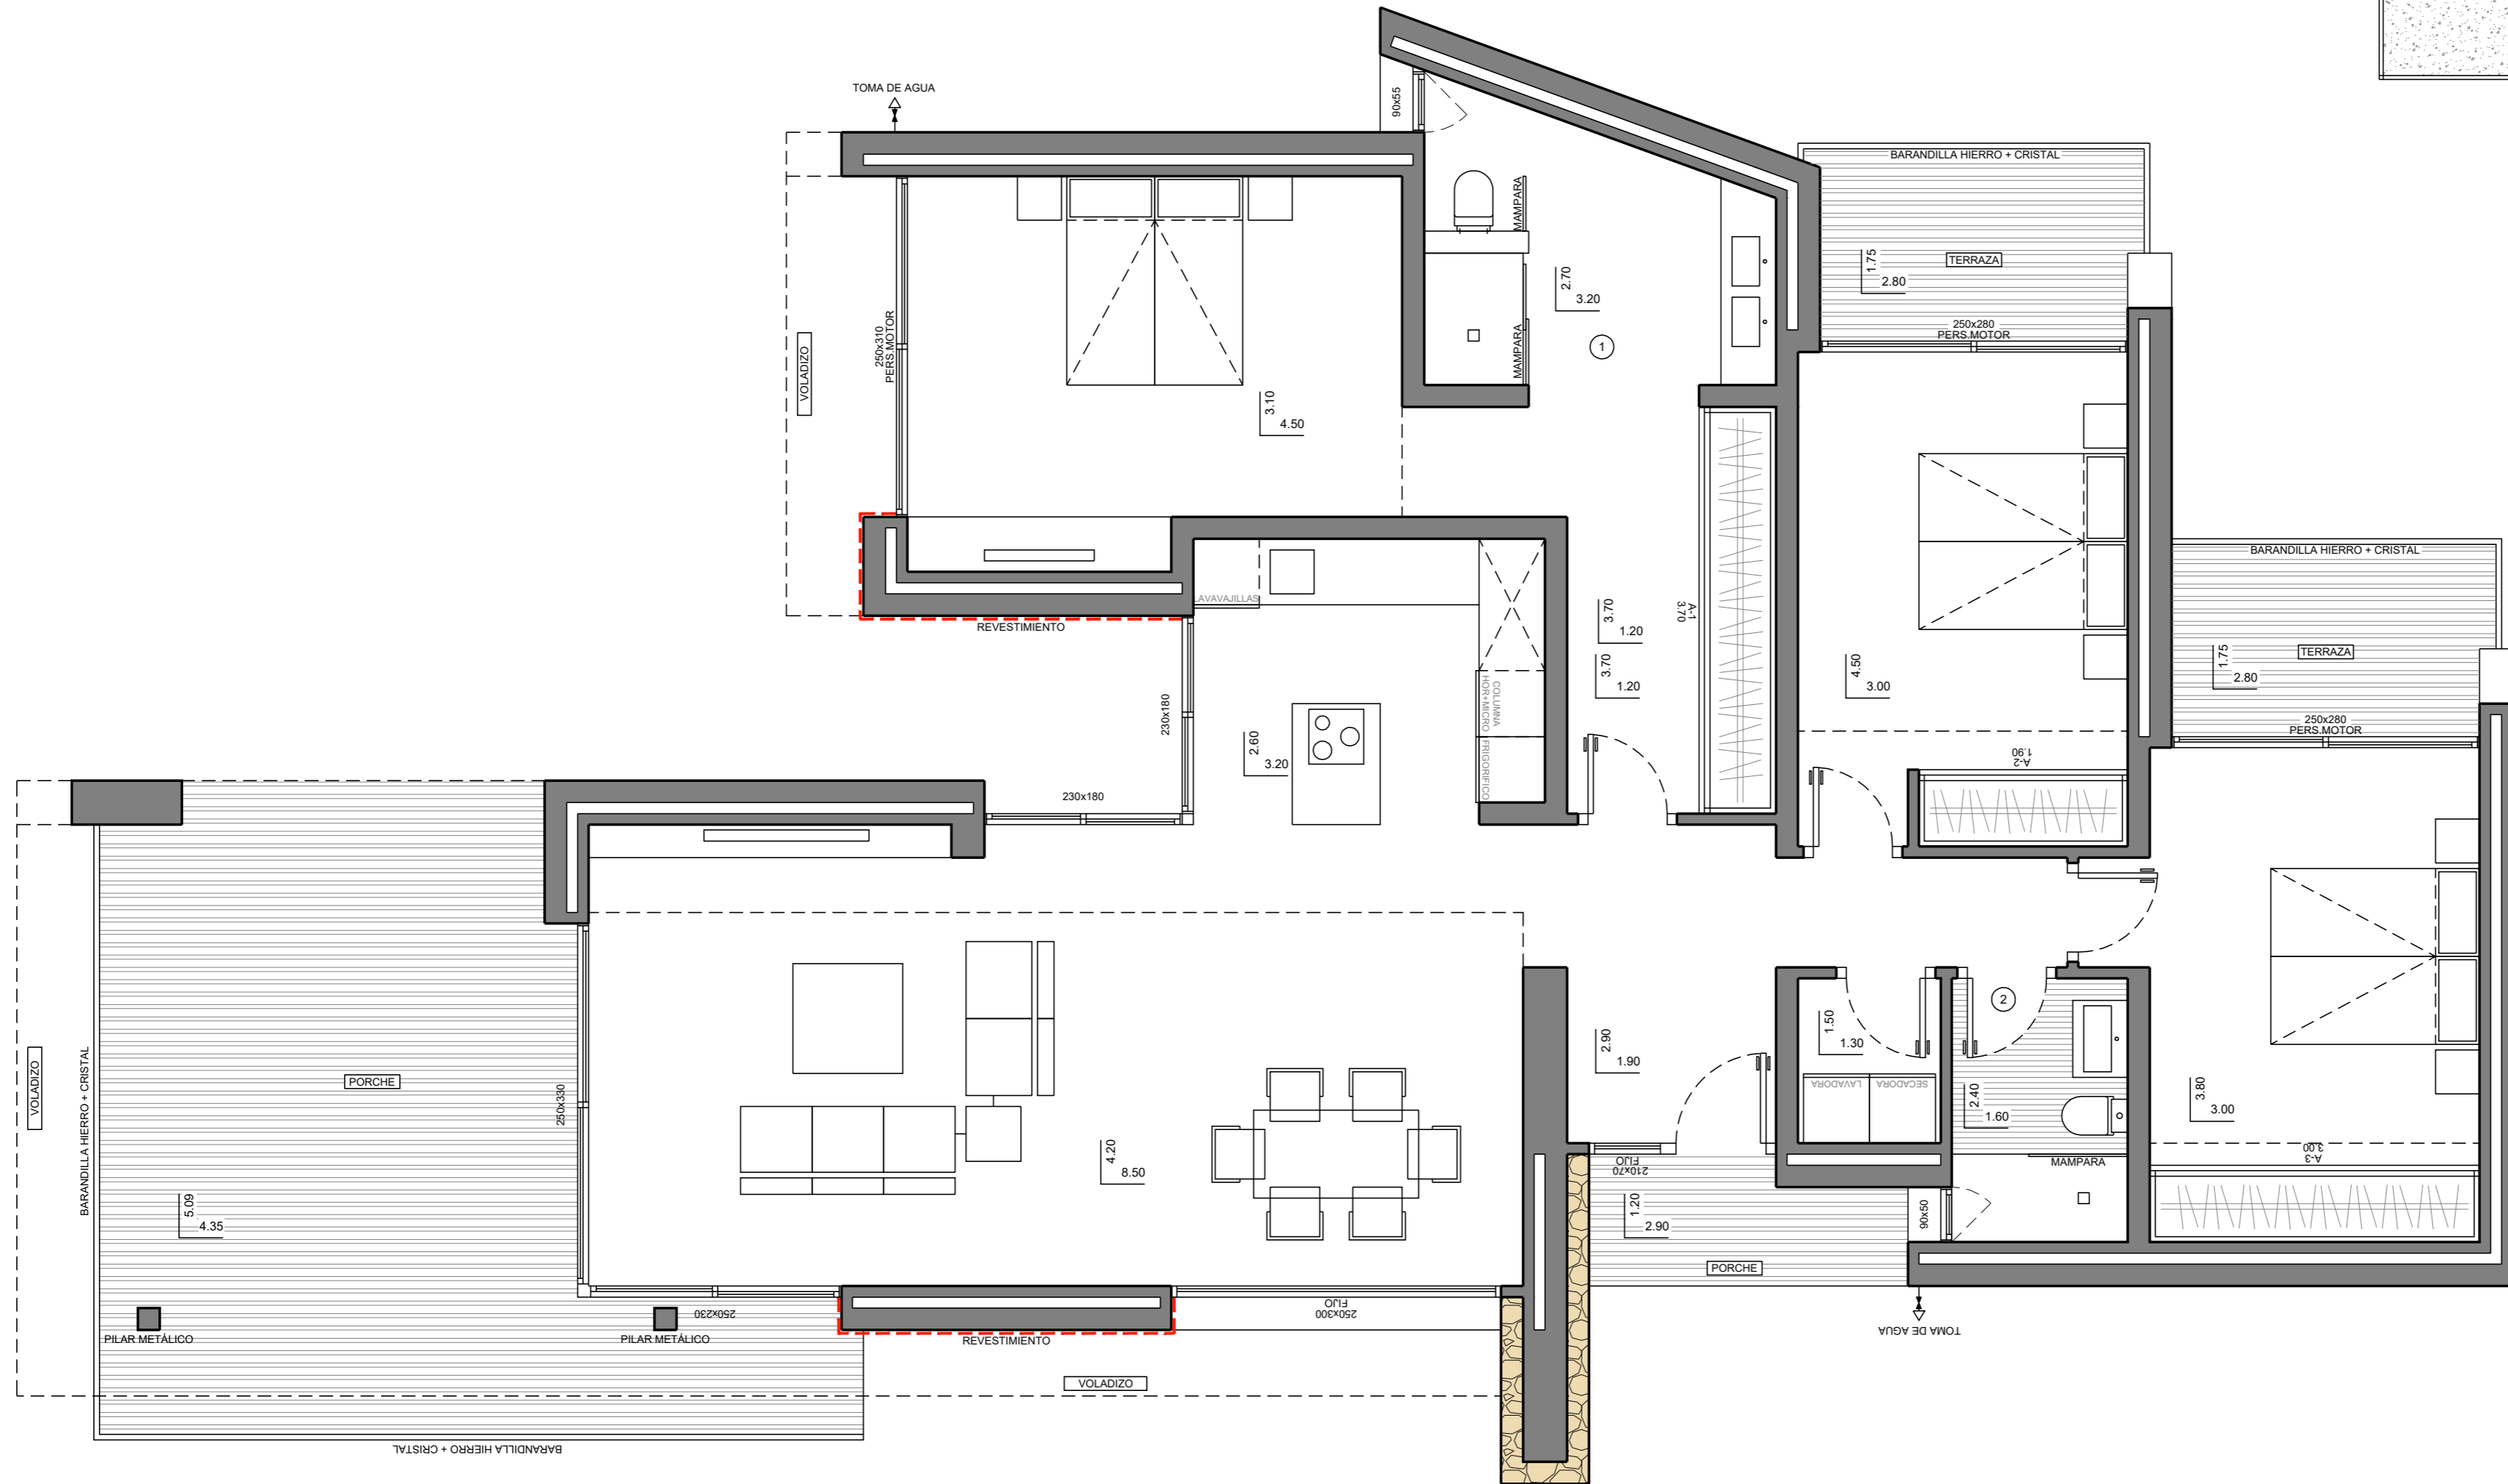 TOMA DE AGUA
90x55
BARANDILLA HIERRO + CRISTAL
MAMPARA
TERRAZA
1.75
2.80
2.70
3.20
250x310
PERS.MOTOR
VOLADIZO
MAMPARA
1
250x280
PERS.MOTOR
3.10
4.50
BARANDILLA HIERRO + CRISTAL
LAVAVAJILLAS
REVESTIMIENTO
3.70
1.20
A-1
3.70
3.70
1.20
4.50
3.00
TERRAZA
1.75
2.80
COLUMNA
HOR+MICRO
FRIGORIFICO
230x180
2.60
3.20
250x280
PERS.MOTOR
A-2
1.90
230x180
2
VOLADIZO
BARANDILLA HIERRO + CRISTAL
PORCHE
250x330
2.90
1.90
1.50
1.30
LAVADORA
SECADORA
2.40
1.60
3.80
3.00
4.20
8.50
MAMPARA
A-3
3.00
210x70
FIJO
5.09
4.35
1.20
2.90
90x50
PORCHE
PILAR METÁLICO
PILAR METÁLICO
250x230
REVESTIMIENTO
250x300
FIJO
TOMA DE AGUA
VOLADIZO
BARANDILLA HIERRO + CRISTAL